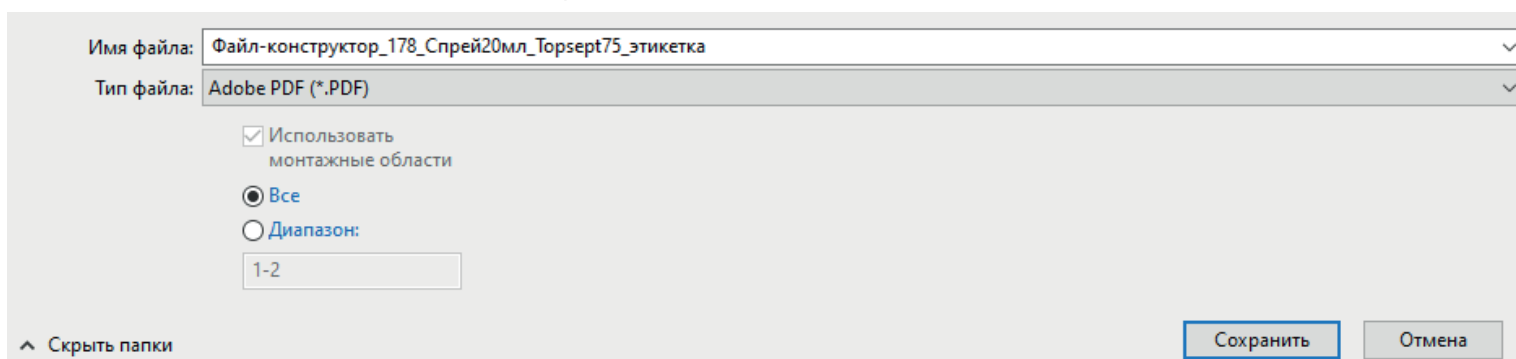 Имя файла: Файл-конструктор_178_Спрей20мл_Topsept75_этикетка
Тип файла: Adobe PDF (*.PDF)
Использовать
монтажные области
Все
Диапазон:
1-2
Скрыть папки Сохранить Отмена